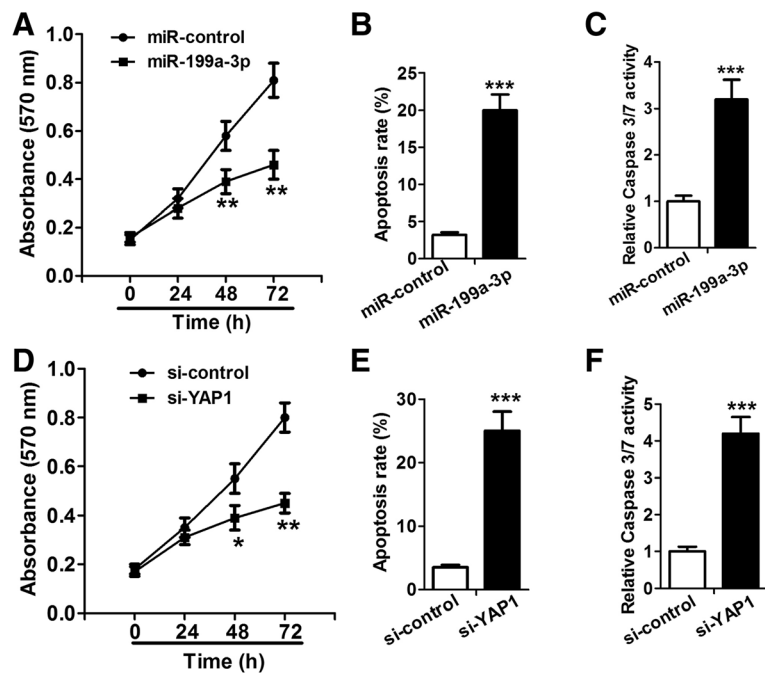 A
miR-control
miR-199a-3p
Absorbance (570 nm)
1.0
0.8
0.6
0.4
0.2
0.0
0 24 48 72
Time (h)
** **
B
Apoptosis rate (%)
25
20
15
10
5
0
***
miR-control miR-199a-3p
C
Relative Caspase 3/7 activity
4
3
2
1
0
***
miR-control miR-199a-3p
D
si-control
si-YAP1
Absorbance (570 nm)
1.0
0.8
0.6
0.4
0.2
0.0
0 24 48 72
Time (h)
* **
E
Apoptosis rate (%)
30
20
10
0
***
si-control si-YAP1
F
Relative Caspase 3/7 activity
5
4
3
2
1
0
***
si-control si-YAP1